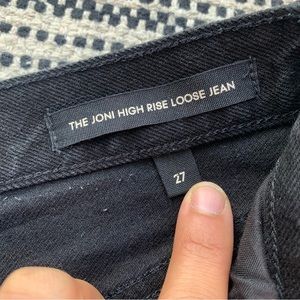 THE JONI HIGH RISE LOOSE JEAN
27